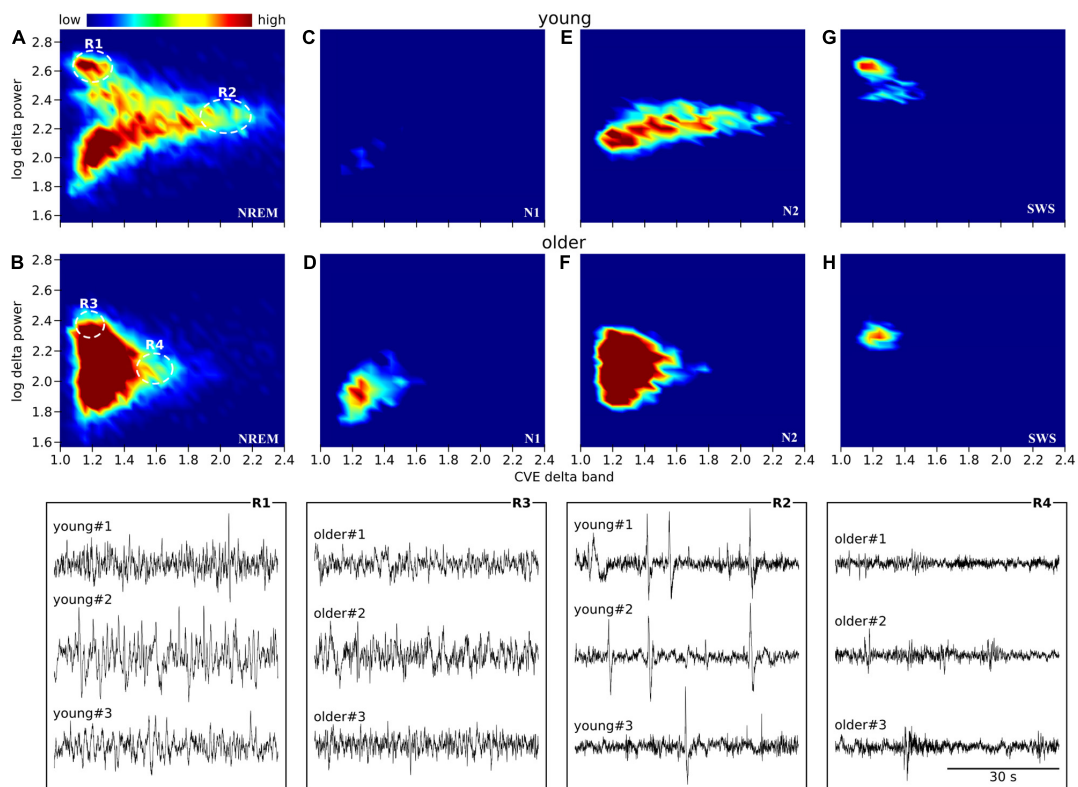 low high young
A C E G
R1
R2
log delta power
2.8
2.6
2.4
2.2
2.0
1.8
1.6
NREM N1 N2 SWS
older
B D F H
R3
R4
log delta power
2.8
2.6
2.4
2.2
2.0
1.8
1.6
NREM N1 N2 SWS
1.0 1.2 1.4 1.6 1.8 2.0 2.2 2.4 1.0 1.2 1.4 1.6 1.8 2.0 2.2 2.4 1.0 1.2 1.4 1.6 1.8 2.0 2.2 2.4 1.0 1.2 1.4 1.6 1.8 2.0 2.2 2.4
CVE delta band
R1
young#1
young#2
young#3
R3
older#1
older#2
older#3
R2
young#1
young#2
young#3
R4
older#1
older#2
older#3
30 s